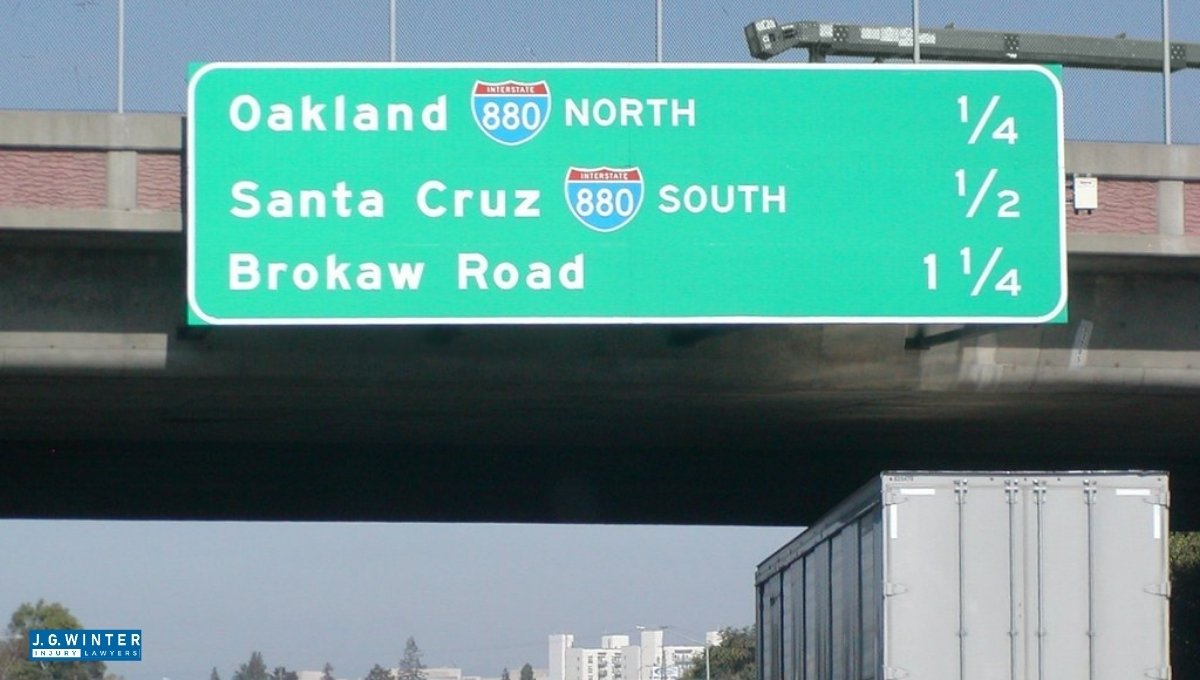 Oakland INTERSTATE 880 NORTH 1/4
Santa Cruz INTERSTATE 880 SOUTH 1/2
Brokaw Road 1 1/4
J.G.WINTER
INJURY LAWYERS